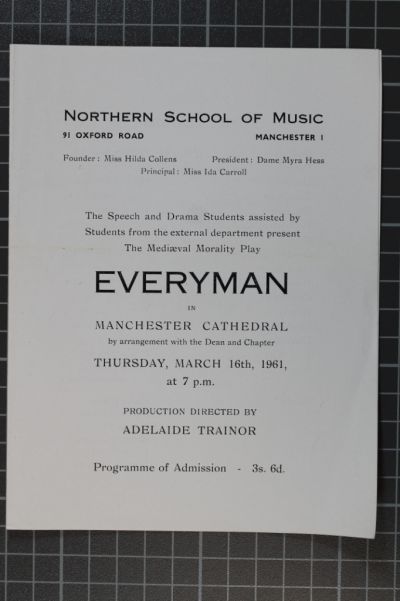 NORTHERN SCHOOL OF MUSIC
91 OXFORD ROAD MANCHESTER 1
Founder: Miss Hilda Collens President: Dame Myra Hess
Principal: Miss Ida Carroll
The Speech and Drama Students assisted by
Students from the external department present
The Mediæval Morality Play
EVERYMAN
IN
MANCHESTER CATHEDRAL
by arrangement with the Dean and Chapter
THURSDAY, MARCH 16th, 1961,
at 7 p.m.
PRODUCTION DIRECTED BY
ADELAIDE TRAINOR
Programme of Admission - 3s. 6d.